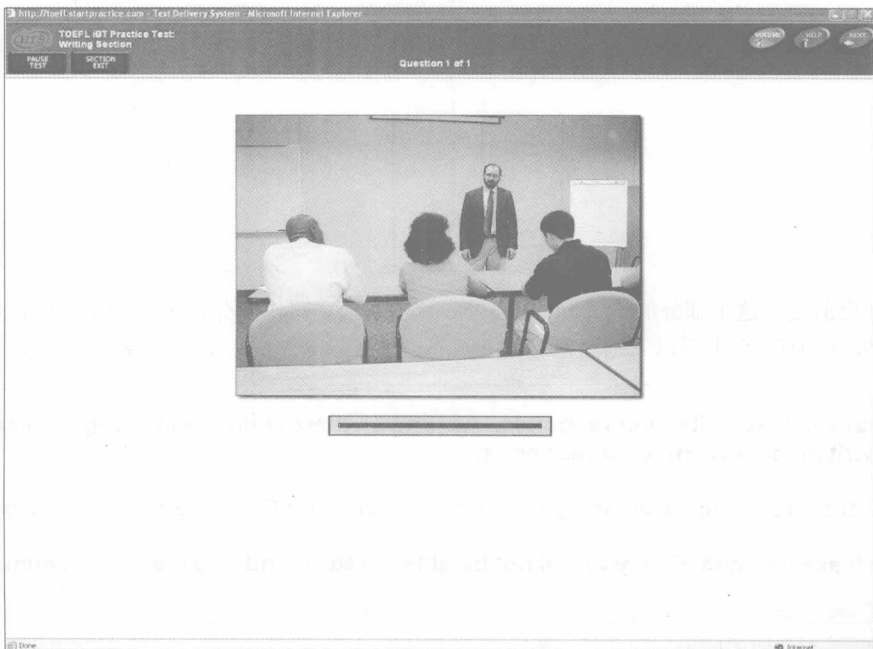 http://toefl.startpractice.com - Test Delivery System - Microsoft Internet Explorer
TOEFL iBT Practice Test:
Writing Section
VOLUME
HELP
NEXT
PAUSE
TEST
SECTION
EXIT
Question 1 of 1
Done
Internet